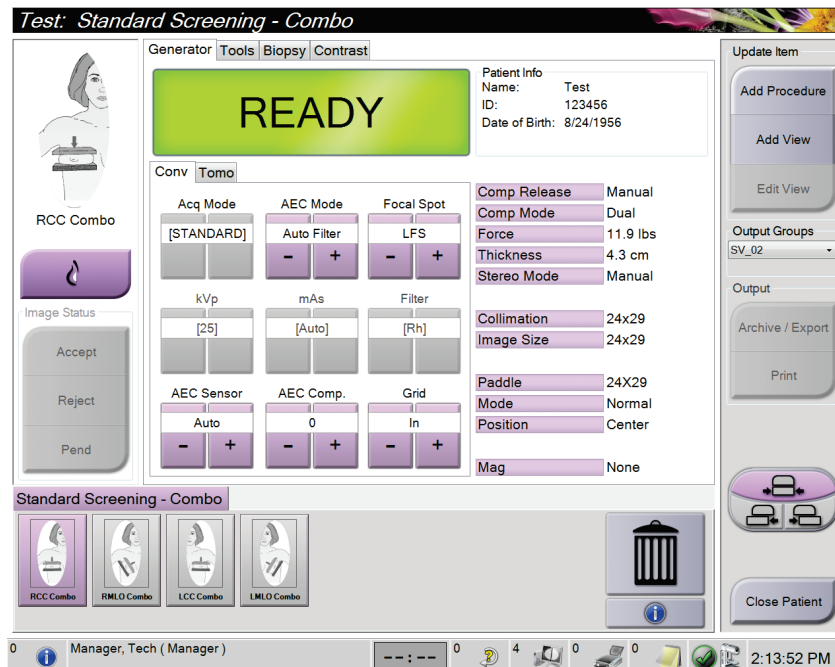 Test: Standard Screening - Combo
Generator Tools Biopsy Contrast
READY
Patient Info
Name: Test
ID: 123456
Date of Birth: 8/24/1956
RCC Combo
Image Status
Accept
Reject
Pend
Conv Tomo
Acq Mode AEC Mode Focal Spot
[STANDARD] Auto Filter LFS
- + - +
kVp mAs Filter
[25] [Auto] [Rh]
AEC Sensor AEC Comp. Grid
Auto 0 In
- + - + - +
Comp Release Manual
Comp Mode Dual
Force 11.9 lbs
Thickness 4.3 cm
Stereo Mode Manual
Collimation 24x29
Image Size 24x29
Paddle 24X29
Mode Normal
Position Center
Mag None
Update Item
Add Procedure
Add View
Edit View
Output Groups
SV_02
Output
Archive / Export
Print
Close Patient
Standard Screening - Combo
RCC Combo RMLO Combo LCC Combo LMLO Combo
0 Manager, Tech ( Manager ) --:-- 0 4 0 0 2:13:52 PM